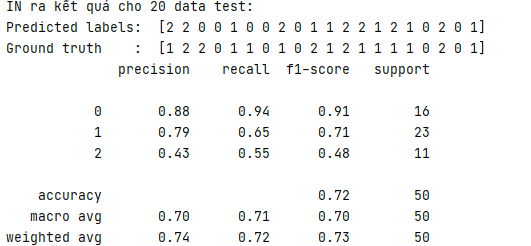 IN ra kết quả cho 20 data test:
Predicted labels: [2 2 0 0 1 0 0 2 0 1 1 2 2 1 2 1 0 2 0 1]
Ground truth    : [1 2 2 0 1 1 0 1 0 2 1 2 1 1 1 1 0 2 0 1]
precision recall f1-score support
0 0.88 0.94 0.91 16
1 0.79 0.65 0.71 23
2 0.43 0.55 0.48 11
accuracy 0.72 50
macro avg 0.70 0.71 0.70 50
weighted avg 0.74 0.72 0.73 50